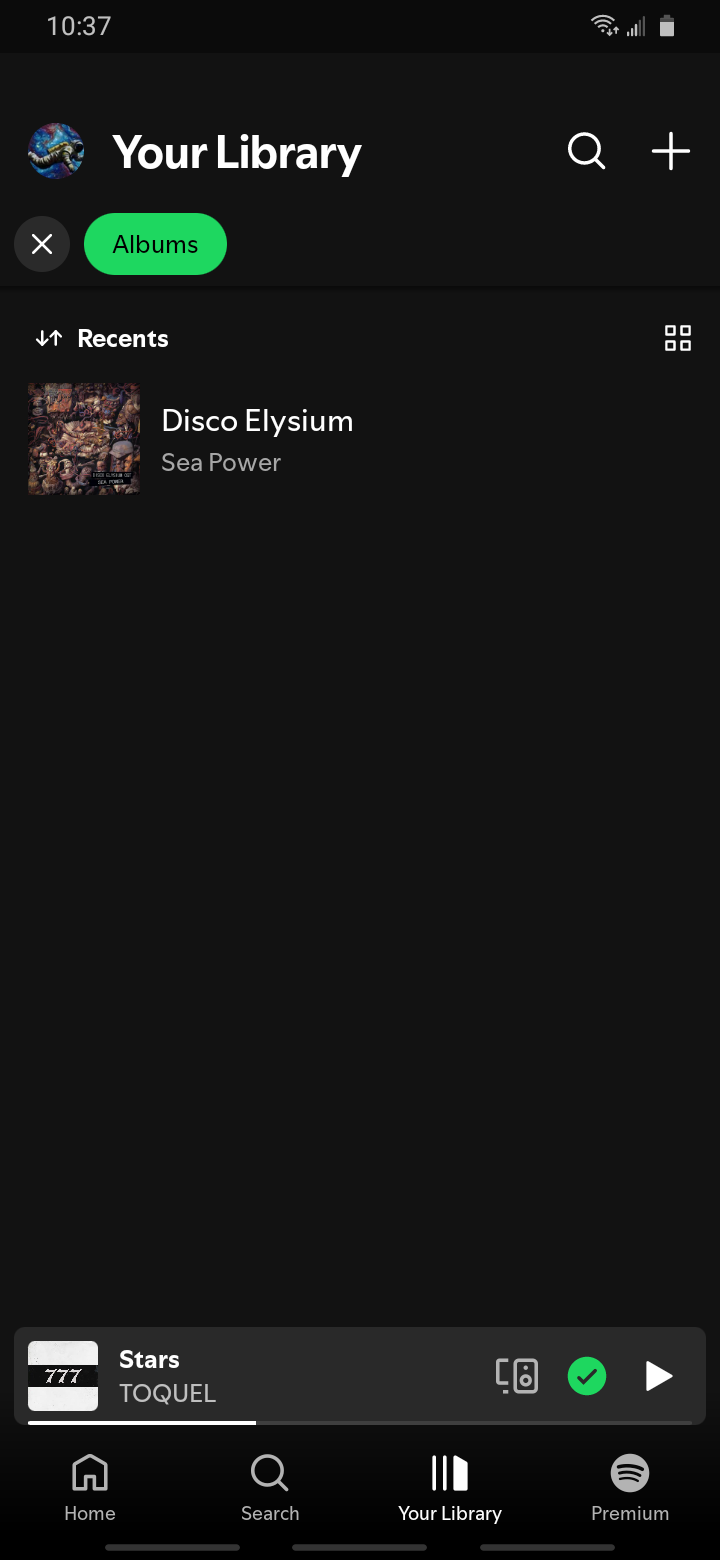 10:37
Your Library
Albums
Recents
Disco Elysium
Sea Power
DISCO ELYSIUM OST
SEA POWER
777
Stars
TOQUEL
Home
Search
Your Library
Premium